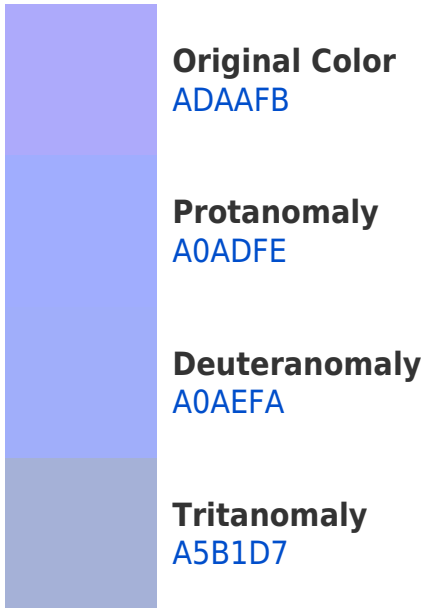 Original Color
ADAAFB
Protanomaly
A0ADFE
Deuteranomaly
A0AEFA
Tritanomaly
A5B1D7